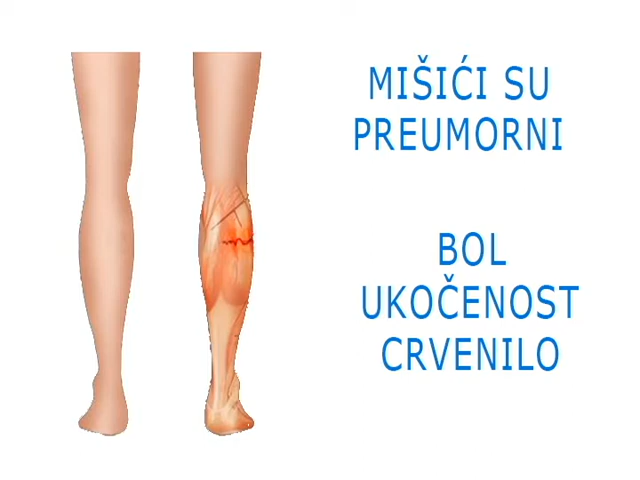 MIŠIĆI SU
PREUMORNI
BOL
UKOČENOST
CRVENILO